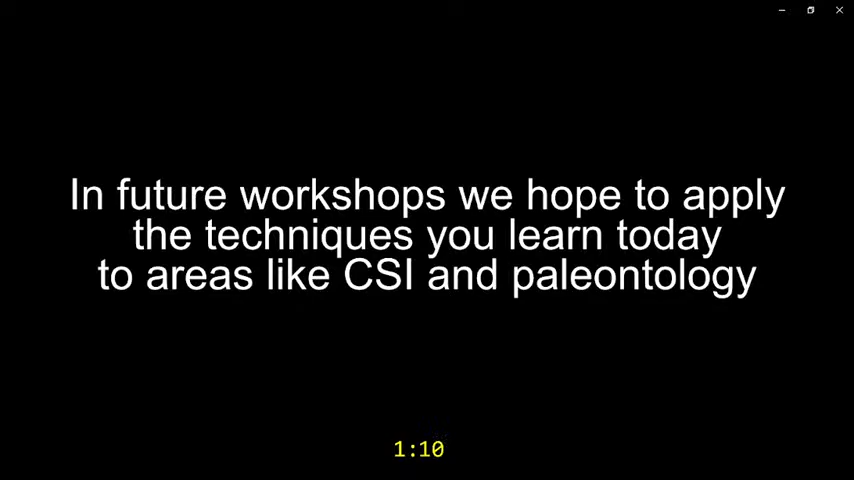 In future workshops we hope to apply
the techniques you learn today
to areas like CSI and paleontology
1:10